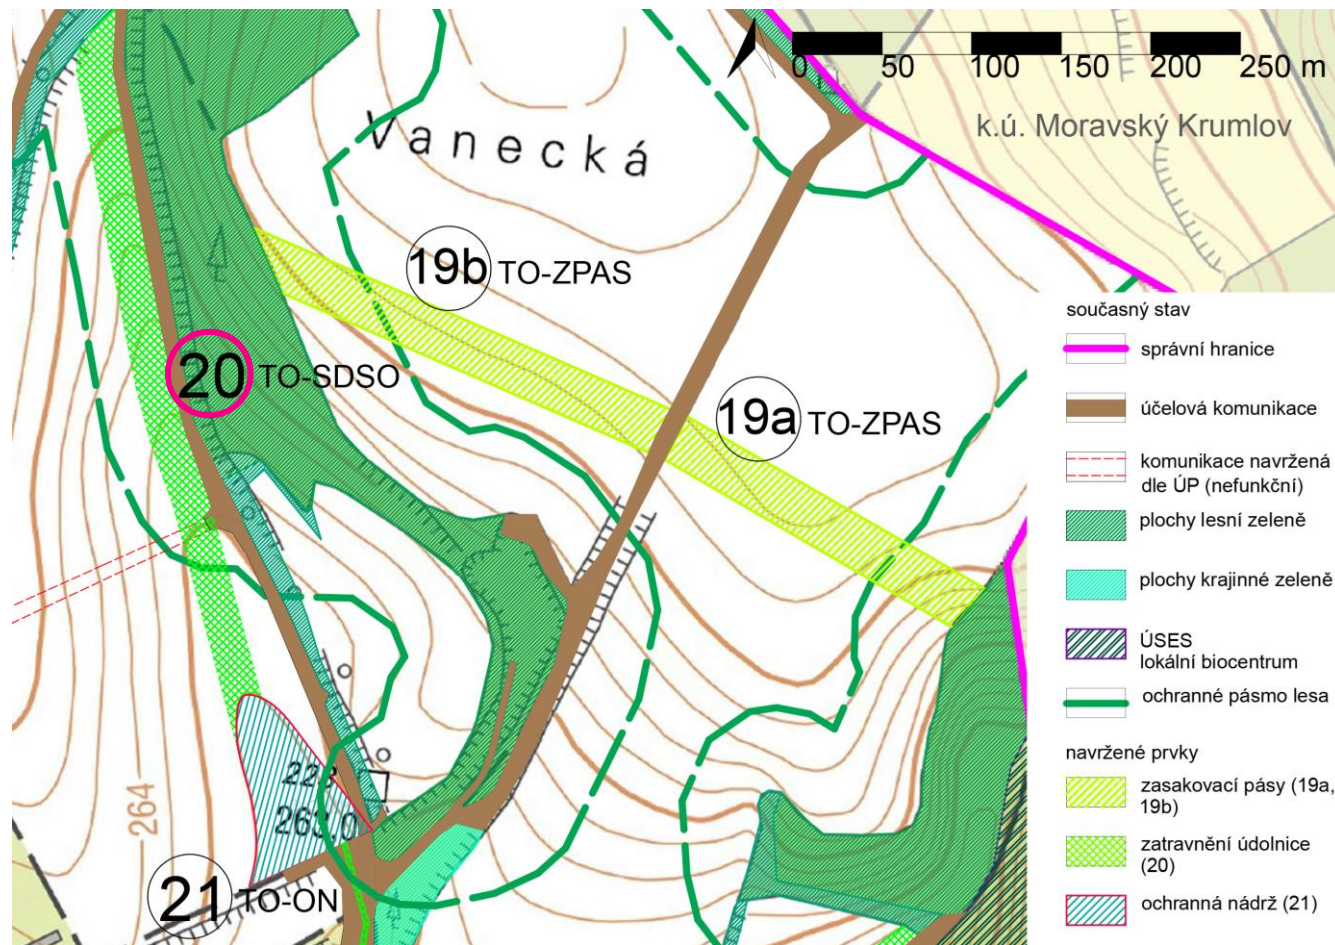 0 50 100 150 200 250 m
k.ú. Moravský Krumlov
Vanecká
19b TO-ZPAS
20 TO-SDSO
19a TO-ZPAS
264
223
263,0
21 TO-ON
současný stav
správní hranice
účelová komunikace
komunikace navržená
dle ÚP (nefunkční)
plochy lesní zeleně
plochy krajinné zeleně
ÚSES
lokální biocentrum
ochranné pásmo lesa
navržené prvky
zasakovací pásy (19a,
19b)
zatravnění údolnice
(20)
ochranná nádrž (21)